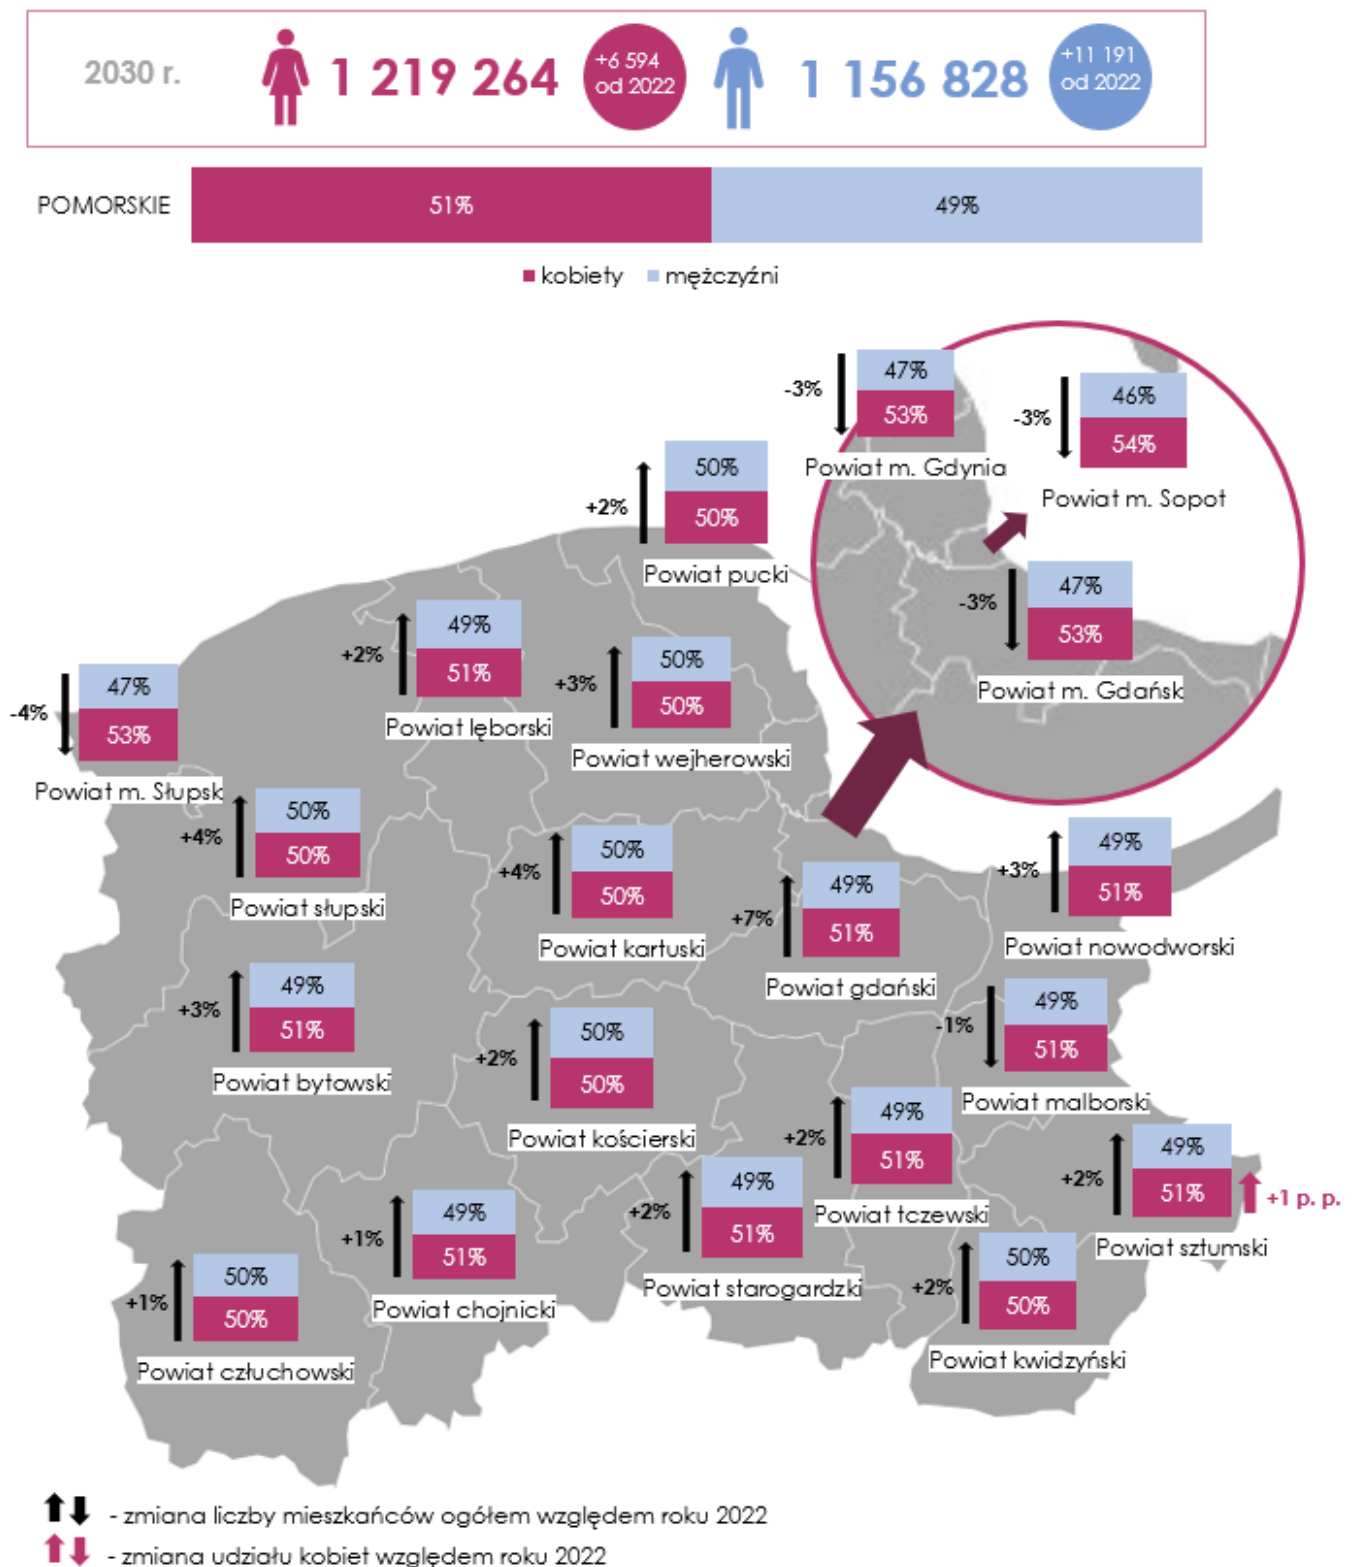 2030 r.
1 219 264
+6 594
od 2022
1 156 828
+11 191
od 2022
POMORSKIE
51%
49%
kobiety
mężczyźni
-3%
47%
53%
Powiat m. Gdynia
-3%
46%
54%
Powiat m. Sopot
+2%
50%
50%
Powiat pucki
-3%
47%
53%
Powiat m. Gdańsk
+2%
49%
51%
Powiat lęborski
+3%
50%
50%
Powiat wejherowski
-4%
47%
53%
Powiat m. Słupsk
+4%
50%
50%
Powiat słupski
+4%
50%
50%
Powiat kartuski
+7%
49%
51%
Powiat gdański
+3%
49%
51%
Powiat nowodworski
+3%
49%
51%
Powiat bytowski
+2%
50%
50%
Powiat kościerski
-1%
49%
51%
Powiat malborski
+2%
49%
51%
Powiat tczewski
+2%
49%
51%
+1 p. p.
Powiat sztumski
+2%
49%
51%
Powiat starogardzki
+1%
49%
51%
Powiat chojnicki
+1%
50%
50%
Powiat człuchowski
+2%
50%
50%
Powiat kwidzyński
- zmiana liczby mieszkańców ogółem względem roku 2022
- zmiana udziału kobiet względem roku 2022